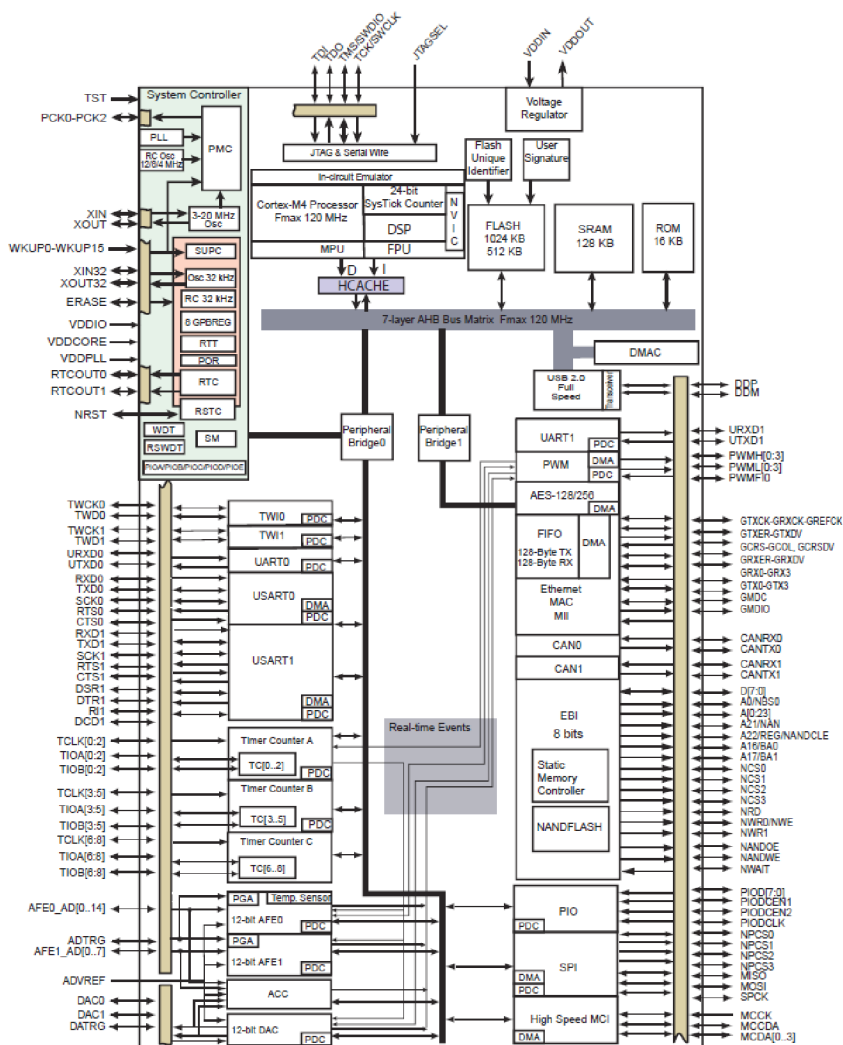 TDI
TDO
TMS/SWDIO
TCK/SWCLK
JTAGSEL
VDDIN
VDDOUT
System Controller
TST
PCK0-PCK2
PLL
RC Osc
12/8/4 MHz
PMC
XIN
XOUT
3-20 MHz
Osc
WKUP0-WKUP15
SUPC
XIN32
XOUT32
Osc 32 kHz
ERASE
RC 32 kHz
8 GPBREG
VDDIO
RTT
VDDCORE
POR
VDDPLL
RTCOUT0
RTCOUT1
RTC
NRST
RSTC
WDT
RSWDT
SM
PIOA/PIOB/PIOC/PIOD/PIOE
JTAG & Serial Wire
In-circuit Emulator
Cortex-M4 Processor
Fmax 120 MHz
24-bit
SysTick Counter
DSP
MPU
FPU
N
V
I
C
D
I
HCACHE
Voltage
Regulator
Flash
Unique
Identifier
User
Signature
FLASH
1024 KB
512 KB
SRAM
128 KB
ROM
16 KB
7-layer AHB Bus Matrix Fmax 120 MHz
DMAC
USB 2.0
Full
Speed
Transceiver
DDP
DDM
Peripheral
Bridge0
Peripheral
Bridge1
UART1
PDC
URXD1
UTXD1
PWM
DMA
PDC
PWMH[0:3]
PWML[0:3]
PWMFI0
AES-128/256
DMA
FIFO
128-Byte TX
128-Byte RX
DMA
Ethernet
MAC
MII
GTXCK-GRXCK-GREFCK
GTXER-GTXDV
GCRS-GCOL, GCRSDV
GRXER-GRXDV
GRX0-GRX3
GTX0-GTX3
GMDC
GMDIO
CAN0
CANRX0
CANTX0
CAN1
CANRX1
CANTX1
EBI
8 bits
Static
Memory
Controller
NANDFLASH
D[7:0]
A0/NBS0
A[0:23]
A21/NAN
A22/REG/NANDCLE
A16/BA0
A17/BA1
NCS0
NCS1
NCS2
NCS3
NRD
NWR0/NWE
NWR1
NANDOE
NANDWE
NWAIT
TWCK0
TWD0
TWI0
PDC
TWCK1
TWD1
TWI1
PDC
URXD0
UTXD0
UART0
PDC
RXD0
TXD0
SCK0
RTS0
CTS0
USART0
DMA
PDC
RXD1
TXD1
SCK1
RTS1
CTS1
DSR1
DTR1
RI1
DCD1
USART1
DMA
PDC
Real-time Events
TCLK[0:2]
TIOA[0:2]
TIOB[0:2]
Timer Counter A
TC[0..2]
PDC
TCLK[3:5]
TIOA[3:5]
TIOB[3:5]
Timer Counter B
TC[3..5]
PDC
TCLK[6:8]
TIOA[6:8]
TIOB[6:8]
Timer Counter C
AFE0_AD[0..14]
PGA
Temp. Sensor
12-bit AFE0
PDC
ADTRG
AFE1_AD[0..7]
PGA
12-bit AFE1
PDC
ADVREF
ACC
DAC0
DAC1
DATRG
12-bit DAC
PDC
PIO
PDC
PIOD[7:0]
PIODCEN1
PIODCEN2
PIODCLK
SPI
DMA
PDC
NPCS0
NPCS1
NPCS2
NPCS3
MISO
MOSI
SPCK
High Speed MCI
DMA
MCCK
MCCDA
MCDA[0..3]